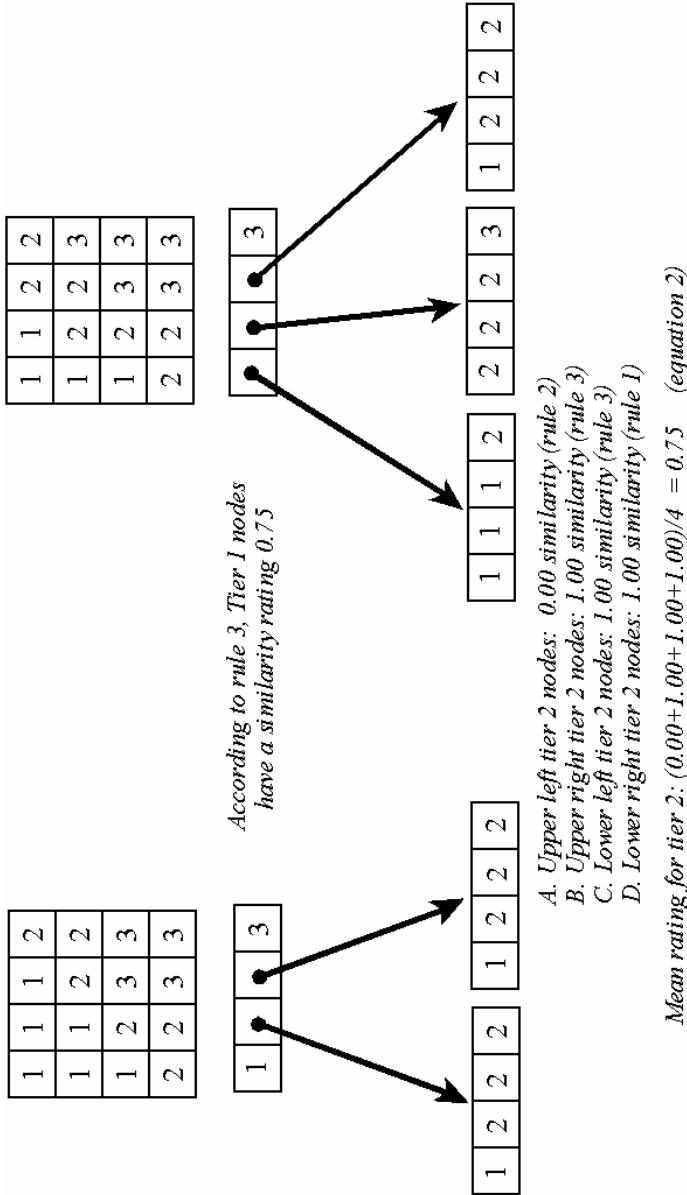 1 1 1 2
1 1 2 2
1 2 3 3
2 2 3 3
1 1 2 2
1 2 2 3
1 2 3 3
2 2 3 3
1 3
According to rule 3, Tier 1 nodes
have a similarity rating 0.75
3
1 2 2 2
1 2 2 2
1 1 1 2
2 2 2 3
1 2 2 2
A. Upper left tier 2 nodes: 0.00 similarity (rule 2)
B. Upper right tier 2 nodes: 1.00 similarity (rule 3)
C. Lower left tier 2 nodes: 1.00 similarity (rule 3)
D. Lower right tier 2 nodes: 1.00 similarity (rule 1)
Mean rating for tier 2: (0.00+1.00+1.00+1.00)/4 = 0.75 (equation 2)